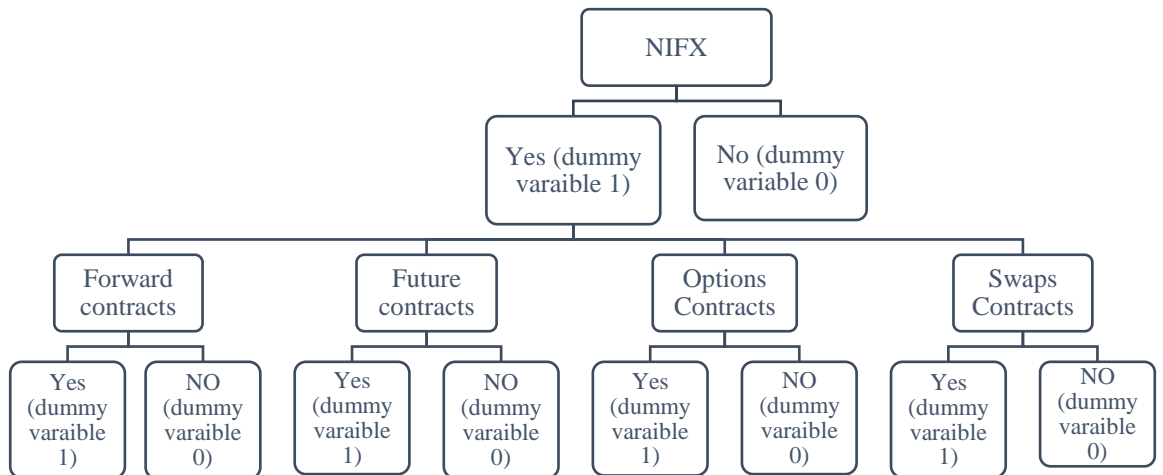 NIFX
Yes (dummy
varaible 1)
No (dummy
variable 0)
Forward
contracts
Future
contracts
Options
Contracts
Swaps
Contracts
Yes
(dummy
varaible
1)
NO
(dummy
varaible
0)
Yes
(dummy
varaible
1)
NO
(dummy
varaible
0)
Yes
(dummy
varaible
1)
NO
(dummy
varaible
0)
Yes
(dummy
varaible
1)
NO
(dummy
varaible
0)